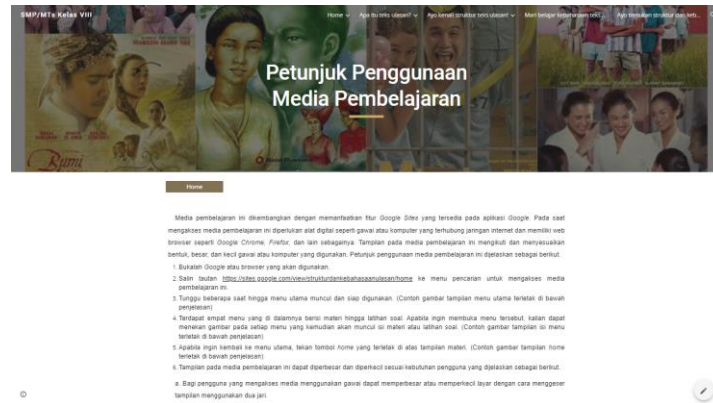 SMP/MTs Kelas VIII
Home
Apa itu teks ulasan?
Ayo kenali struktur teks ulasan!
Mari belajar kebahasaan teks...
Ayo temukan struktur dan keb...
Petunjuk Penggunaan
Media Pembelajaran
Bumi
Home
Media pembelajaran ini dikembangkan dengan memanfaatkan fitur Google Sites yang tersedia pada aplikasi Google. Pada saat
mengakses media pembelajaran ini diperlukan alat digital seperti gawai atau komputer yang terhubung jaringan internet dan memiliki web
browser seperti Google Chrome, Firefox, dan lain sebagainya. Tampilan pada media pembelajaran ini mengikuti dan menyesuaikan
bentuk, besar, dan kecil gawai atau komputer yang digunakan. Petunjuk penggunaan media pembelajaran ini dijelaskan sebagai berikut.
1. Bukalah Google atau browser yang akan digunakan.
2. Salin tautan https://sites.google.com/view/strukturdankebahasaanulasan/home ke menu pencarian untuk mengakses media
pembelajaran ini.
3. Tunggu beberapa saat hingga menu utama muncul dan siap digunakan. (Contoh gambar tampilan menu utama terletak di bawah
penjelasan)
4. Terdapat empat menu yang di dalamnya berisi materi hingga latihan soal. Apabila ingin membuka menu tersebut, kalian dapat
menekan gambar pada setiap menu yang kemudian akan muncul isi materi atau latihan soal. (Contoh gambar tampilan isi menu
terletak di bawah penjelasan)
5. Apabila ingin kembali ke menu utama, tekan tombol home yang terletak di atas tampilan materi. (Contoh gambar tampilan home
terletak di bawah penjelasan)
6. Tampilan pada media pembelajaran ini dapat diperbesar dan diperkecil sesuai kebutuhan pengguna yang dijelaskan sebagai berikut.
a. Bagi pengguna yang mengakses media menggunakan gawai dapat memperbesar atau memperkecil layar dengan cara menggeser
tampilan menggunakan dua jari.